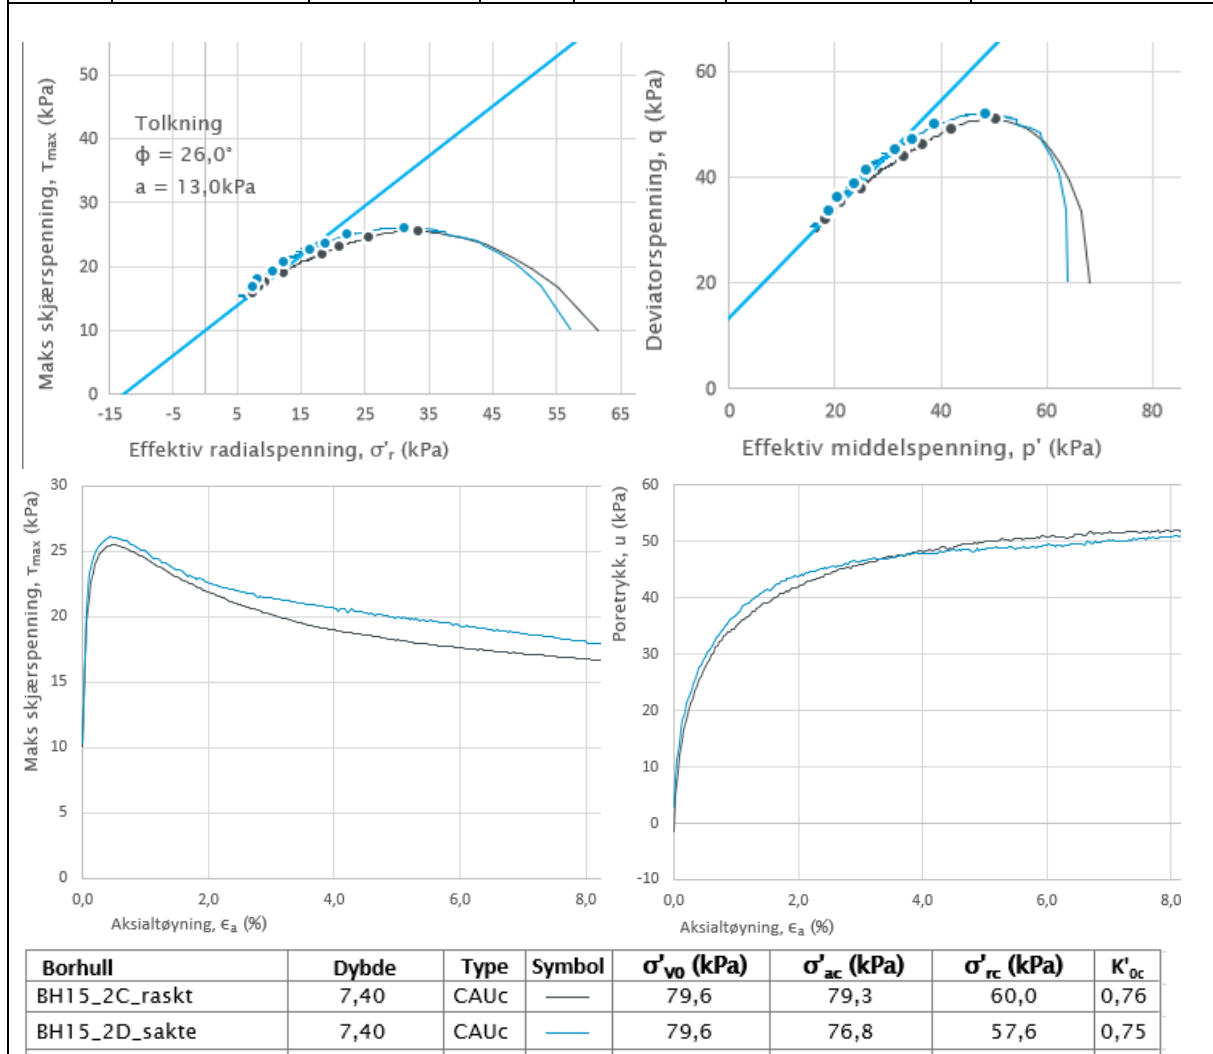 Maks skjærspenning, τmax (kPa)
50
40
30
20
10
0
Tolkning
ϕ = 26,0°
a = 13,0kPa
-15 -5 5 15 25 35 45 55 65
Effektiv radialspenning, σ'r (kPa)
Deviatorspenning, q (kPa)
60
40
20
0
0 20 40 60 80
Effektiv middelspenning, p' (kPa)
Maks skjærspenning, τmax (kPa)
30
25
20
15
10
5
0
0,0 2,0 4,0 6,0 8,0
Aksialtøyning, ϵa (%)
Poretrykk, u (kPa)
60
50
40
30
20
10
0
-10
0,0 2,0 4,0 6,0 8,0
Aksialtøyning, ϵa (%)
Borhull Dybde Type Symbol σ'v0 (kPa) σ'ac (kPa) σ'rc (kPa) K'0c
BH15_2C_raskt 7,40 CAUc 79,6 79,3 60,0 0,76
BH15_2D_sakte 7,40 CAUc 79,6 76,8 57,6 0,75